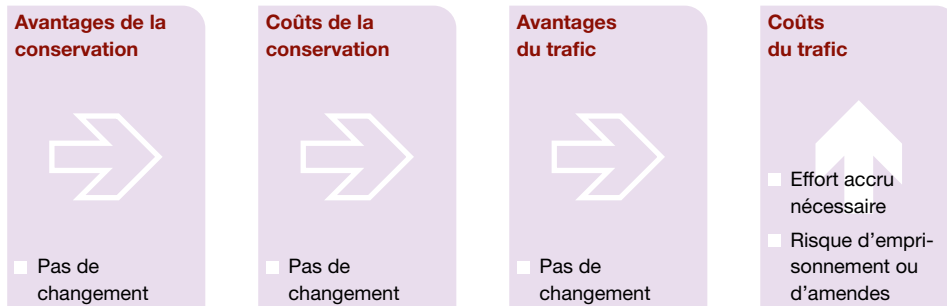 Avantages de la
conservation
Pas de
changement
Coûts de la
conservation
Pas de
changement
Avantages
du trafic
Pas de
changement
Coûts
du trafic
Effort accru
nécessaire
Risque d’empri-
sonnement ou
d’amendes